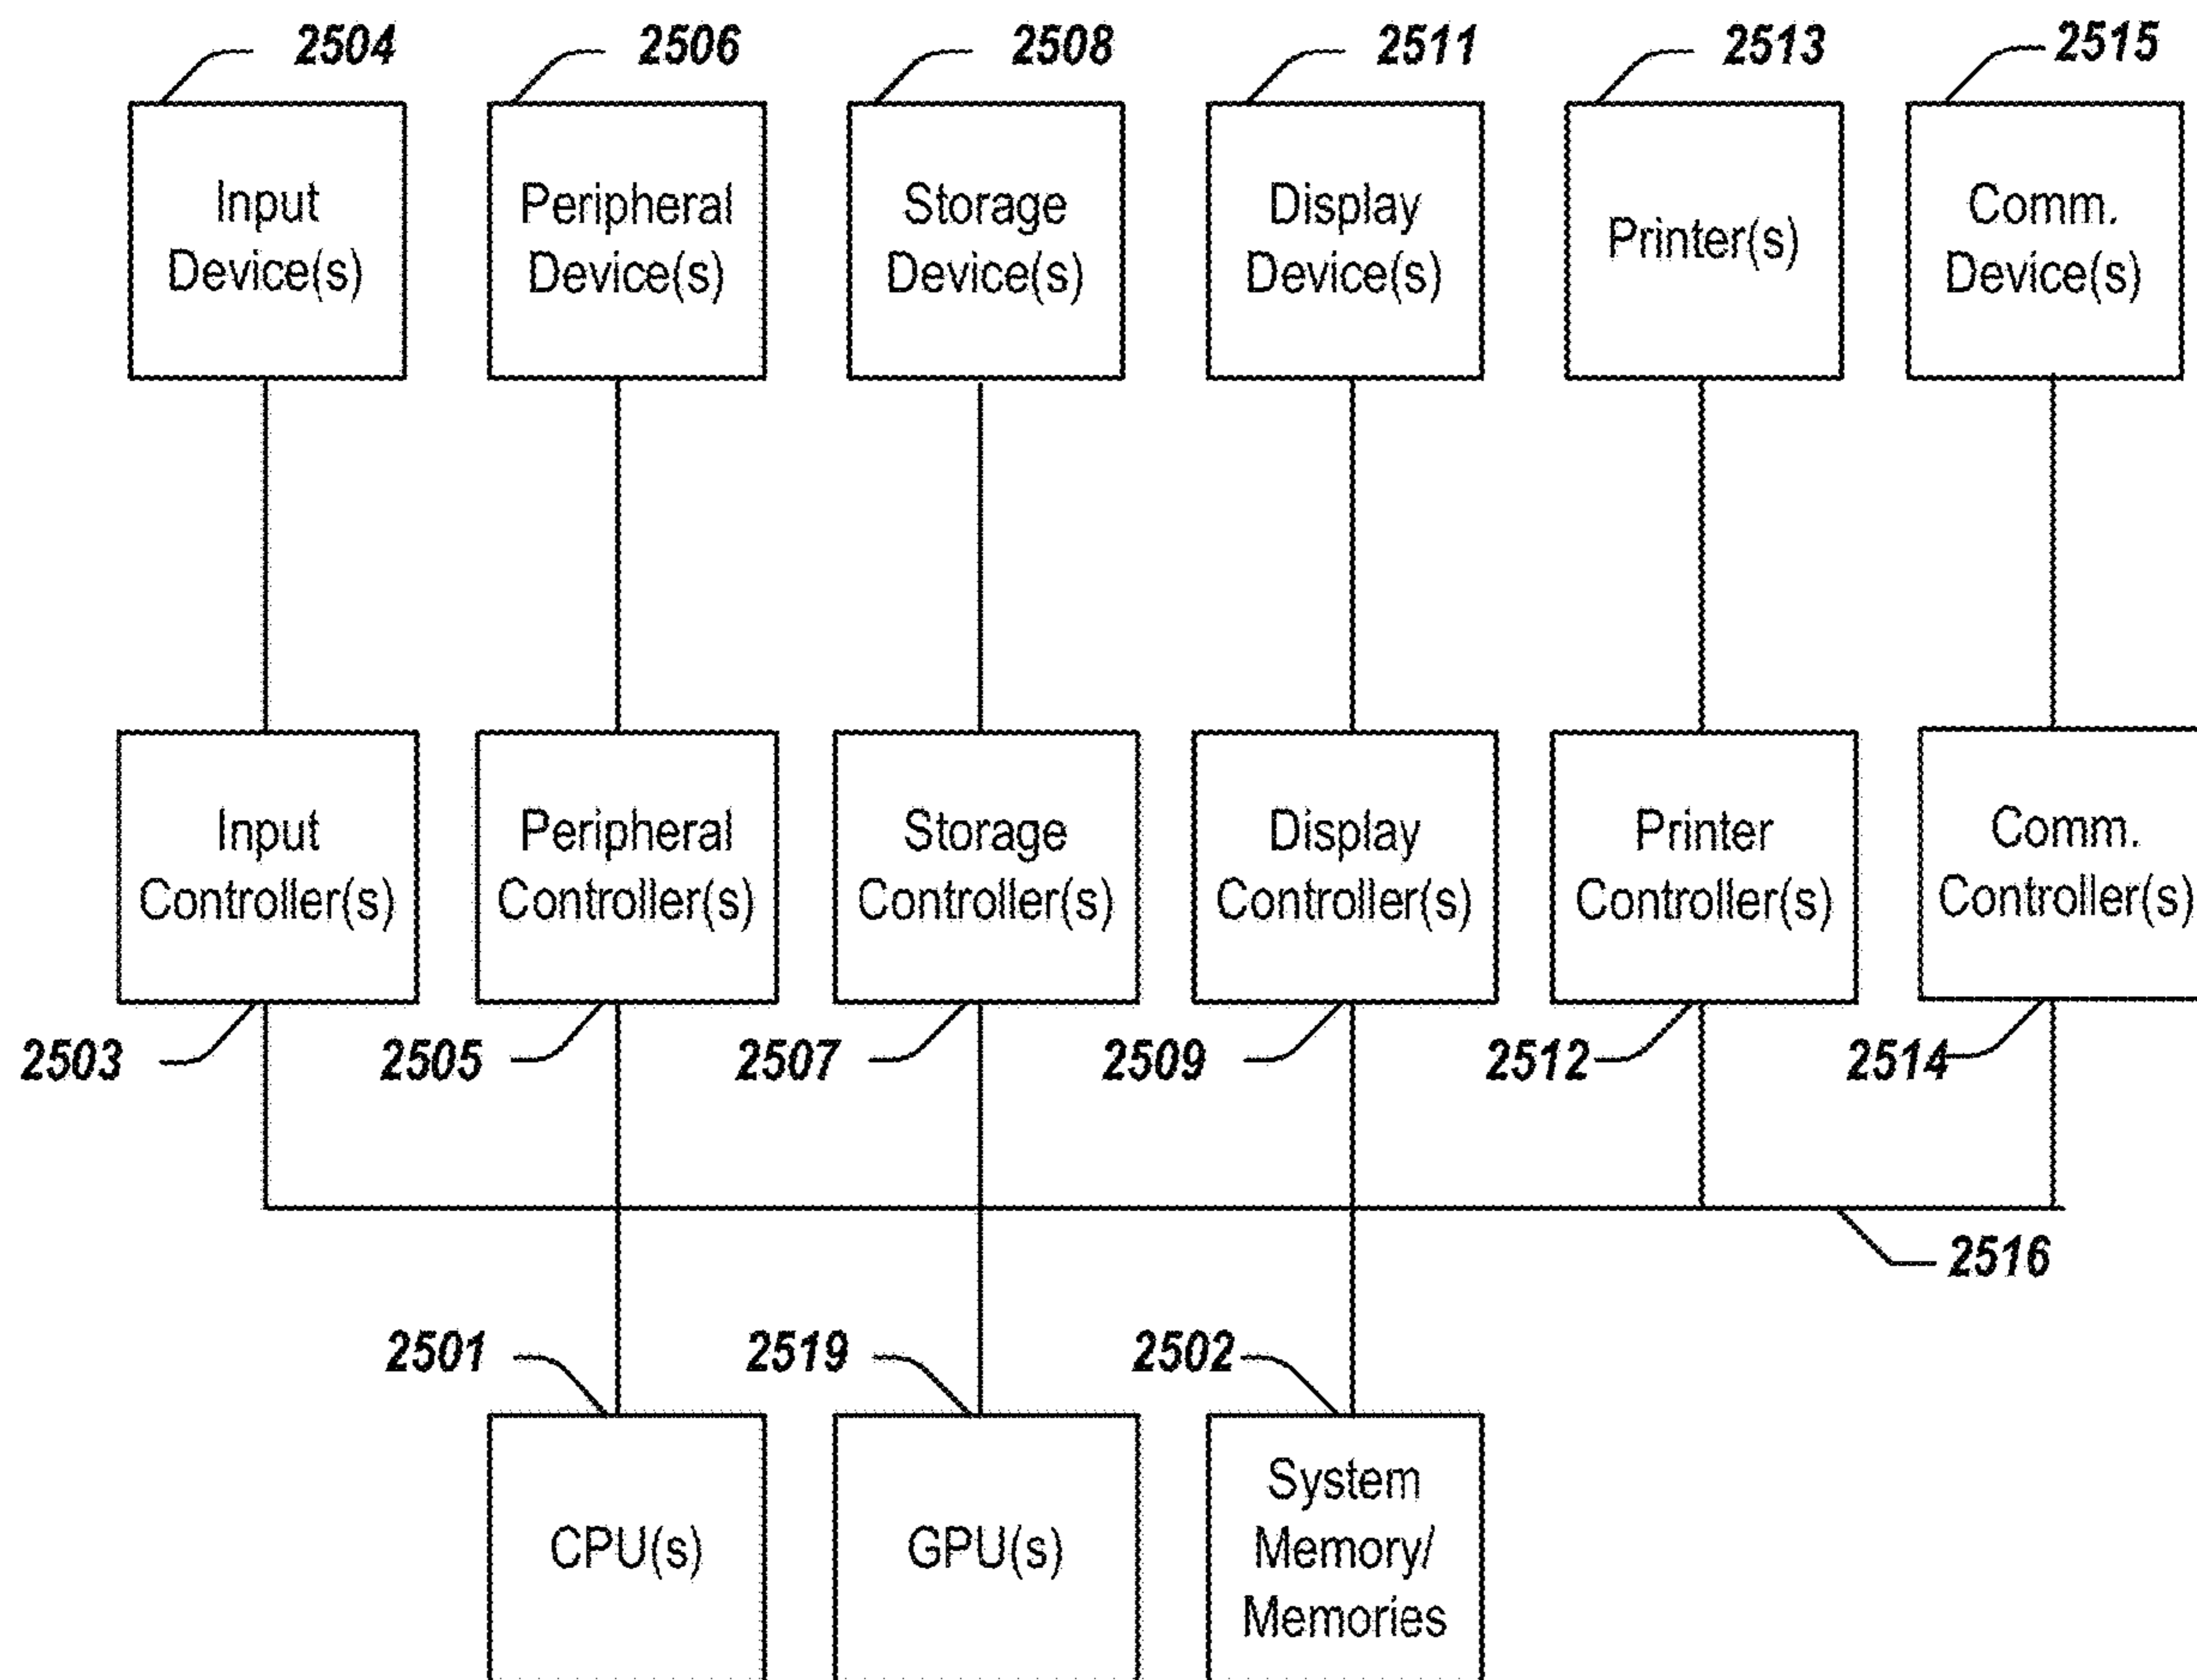 2504
2506
2508
2511
2513
2515
Input
Device(s)
Peripheral
Device(s)
Storage
Device(s)
Display
Device(s)
Printer(s)
Comm.
Device(s)
Input
Controller(s)
Peripheral
Controller(s)
Storage
Controller(s)
Display
Controller(s)
Printer
Controller(s)
Comm.
Controller(s)
2503
2505
2507
2509
2512
2514
2516
2501
2519
2502
CPU(s)
GPU(s)
System
Memory/
Memories